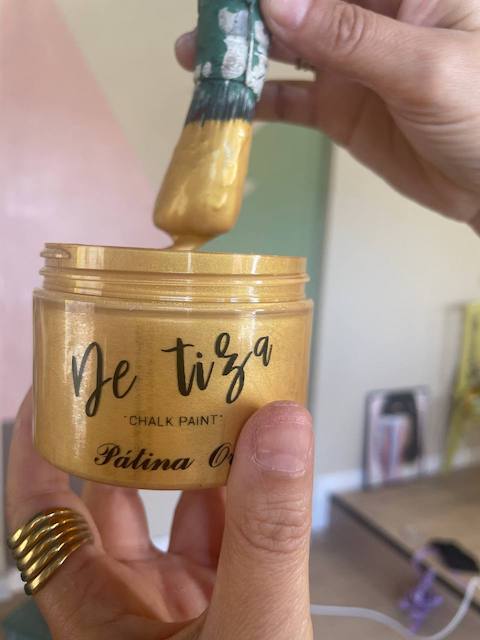 De tiza
"CHALK PAINT"
Pátina